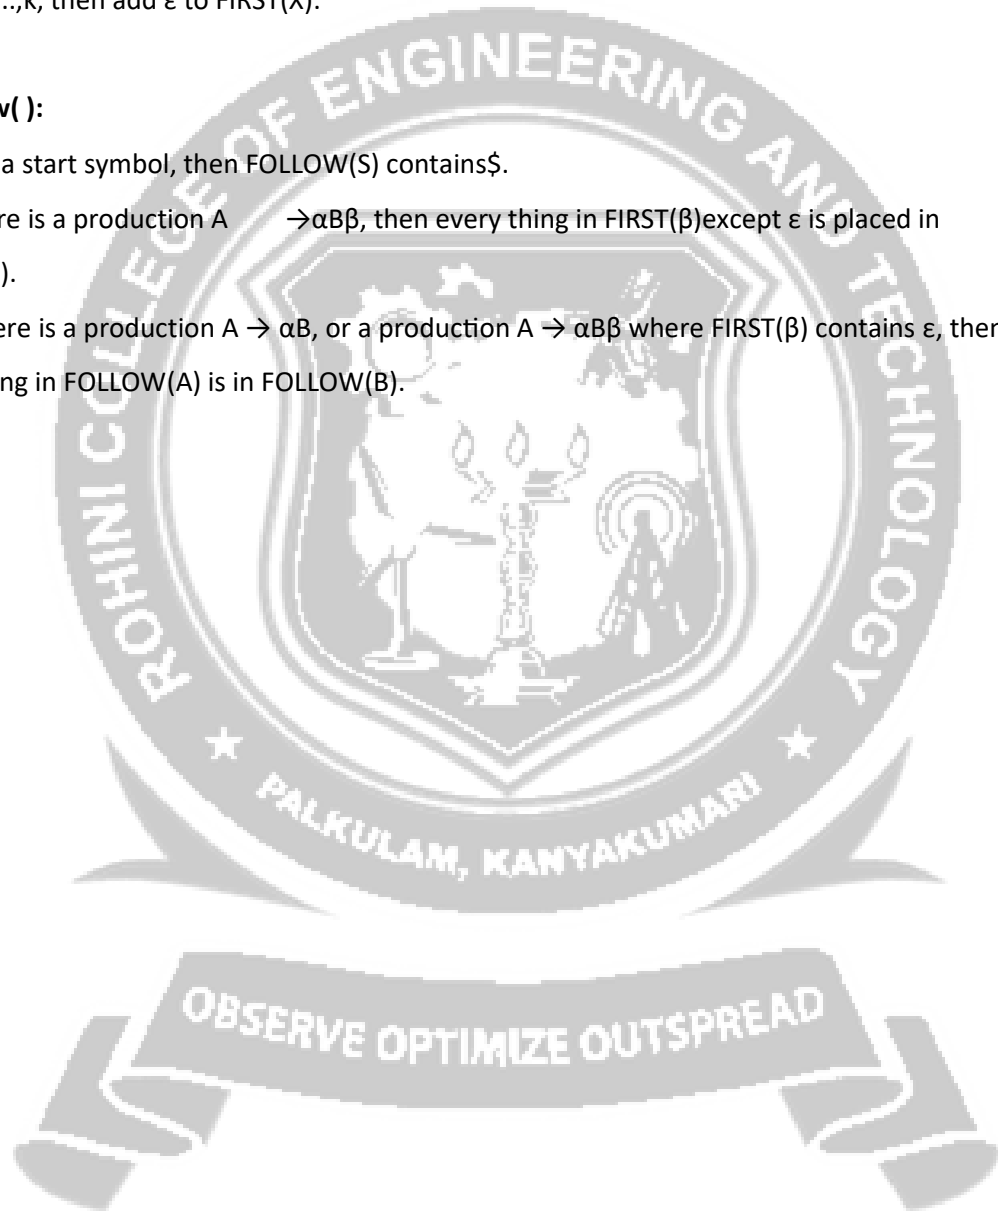 ..,k, then add ε to FIRST(X).
w( ):
a start symbol, then FOLLOW(S) contains$.
re is a production A →αBβ, then every thing in FIRST(β)except ε is placed in
).
ere is a production A → αB, or a production A → αBβ where FIRST(β) contains ε, then
ng in FOLLOW(A) is in FOLLOW(B).
ROHINI COLLEGE OF ENGINEERING AND TECHNOLOGY
PALKULAM, KANYAKUMARI
OBSERVE OPTIMIZE OUTSPREAD